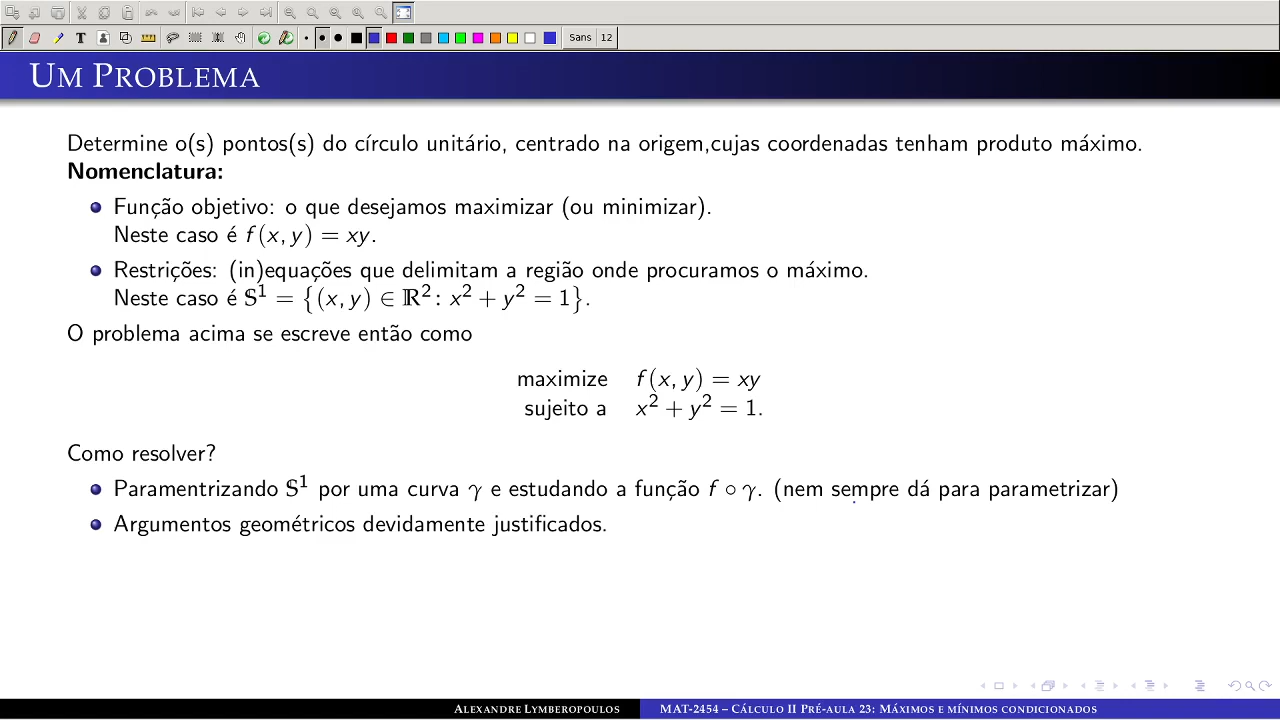 Sans 12
UM PROBLEMA
Determine o(s) pontos(s) do círculo unitário, centrado na origem,cujas coordenadas tenham produto máximo.
Nomenclatura:
Função objetivo: o que desejamos maximizar (ou minimizar).
Neste caso é f(x, y) = xy.
Restrições: (in)equações que delimitam a região onde procuramos o máximo.
Neste caso é 𝕊¹ = {(x, y) ∈ ℝ² : x² + y² = 1}.
O problema acima se escreve então como
maximize f(x, y) = xy
sujeito a x² + y² = 1.
Como resolver?
Paramentrizando 𝕊¹ por uma curva γ e estudando a função f ∘ γ. (nem sempre dá para parametrizar)
Argumentos geométricos devidamente justificados.
ALEXANDRE LYMBEROPOULOS MAT-2454 – CÁLCULO II PRÉ-AULA 23: MÁXIMOS E MÍNIMOS CONDICIONADOS